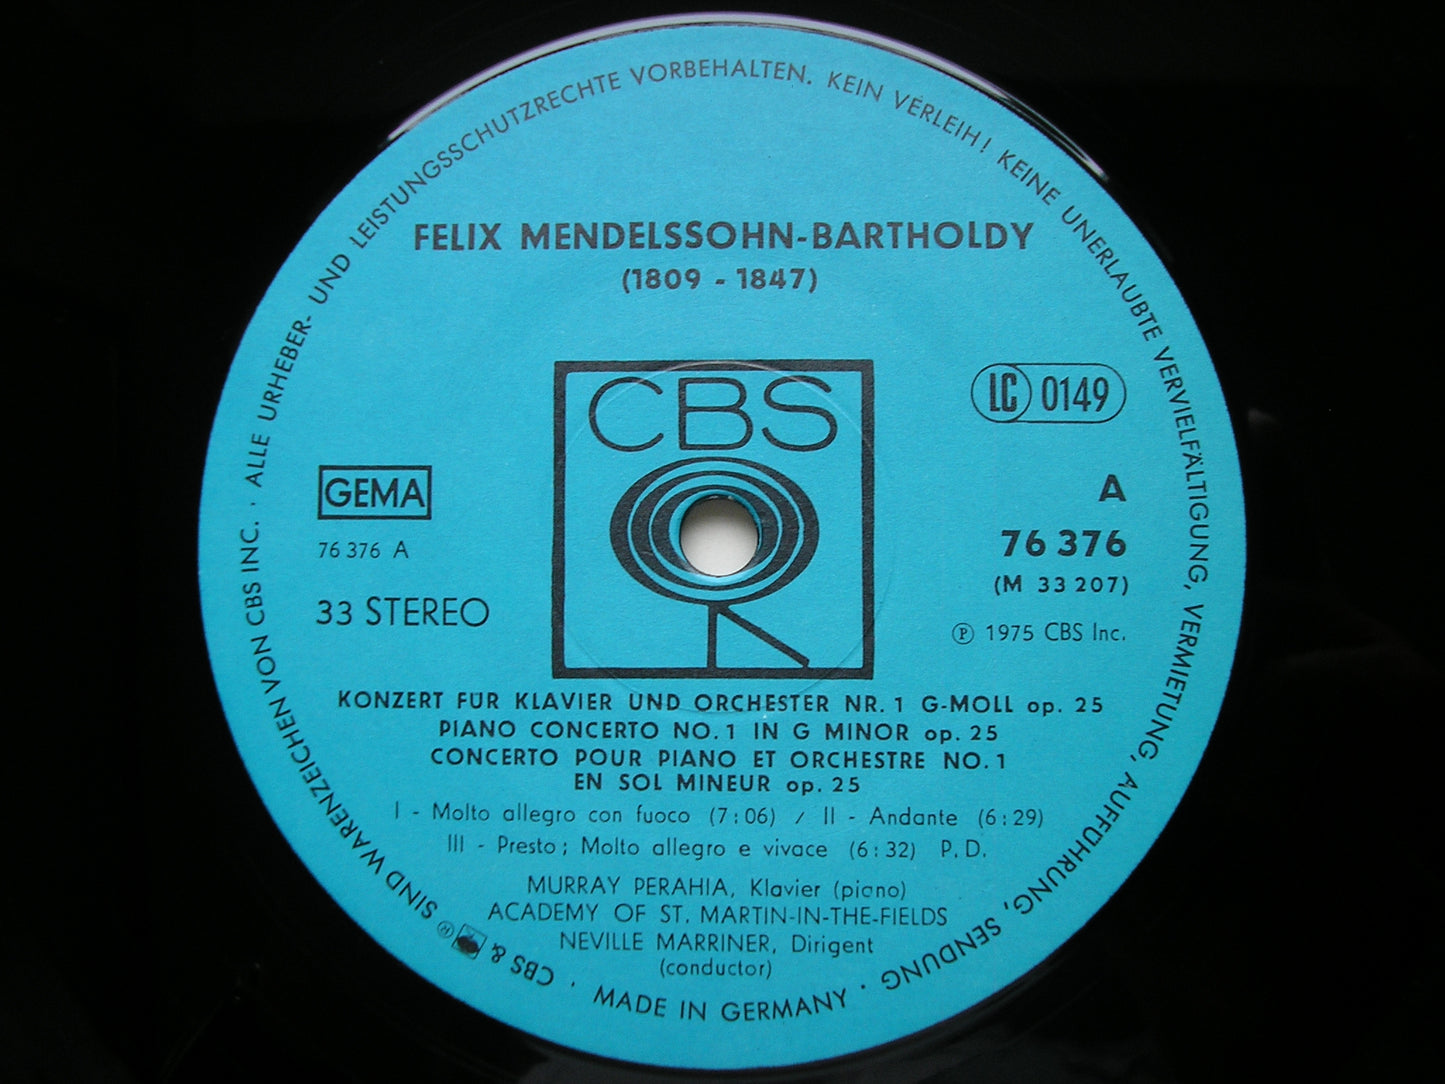 ALLE URHEBER- UND LEISTUNGSSCHUTZRECHTE VORBEHALTEN. KEIN VERLEIH! KEINE UNERLAUBTE VERVIELFÄLTIGUNG, VERMIETUNG, AUFFÜHRUNG, SENDUNG
FELIX MENDELSSOHN-BARTHOLDY
(1809 - 1847)
CBS
LC 0149
GEMA
76 376 A
33 STEREO
A
76 376
(M 33 207)
Ⓟ 1975 CBS Inc.
KONZERT FÜR KLAVIER UND ORCHESTER NR. 1 G-MOLL op. 25
PIANO CONCERTO NO. 1 IN G MINOR op. 25
CONCERTO POUR PIANO ET ORCHESTRE NO. 1
EN SOL MINEUR op. 25
I - Molto allegro con fuoco (7:06) / II - Andante (6:29)
III - Presto; Molto allegro e vivace (6:32) P.D.
MURRAY PERAHIA, Klavier (piano)
ACADEMY OF ST. MARTIN-IN-THE-FIELDS
NEVILLE MARRINER, Dirigent
(conductor)
CBS & ® SIND WARENZEICHEN VON CBS INC.
· MADE IN GERMANY ·